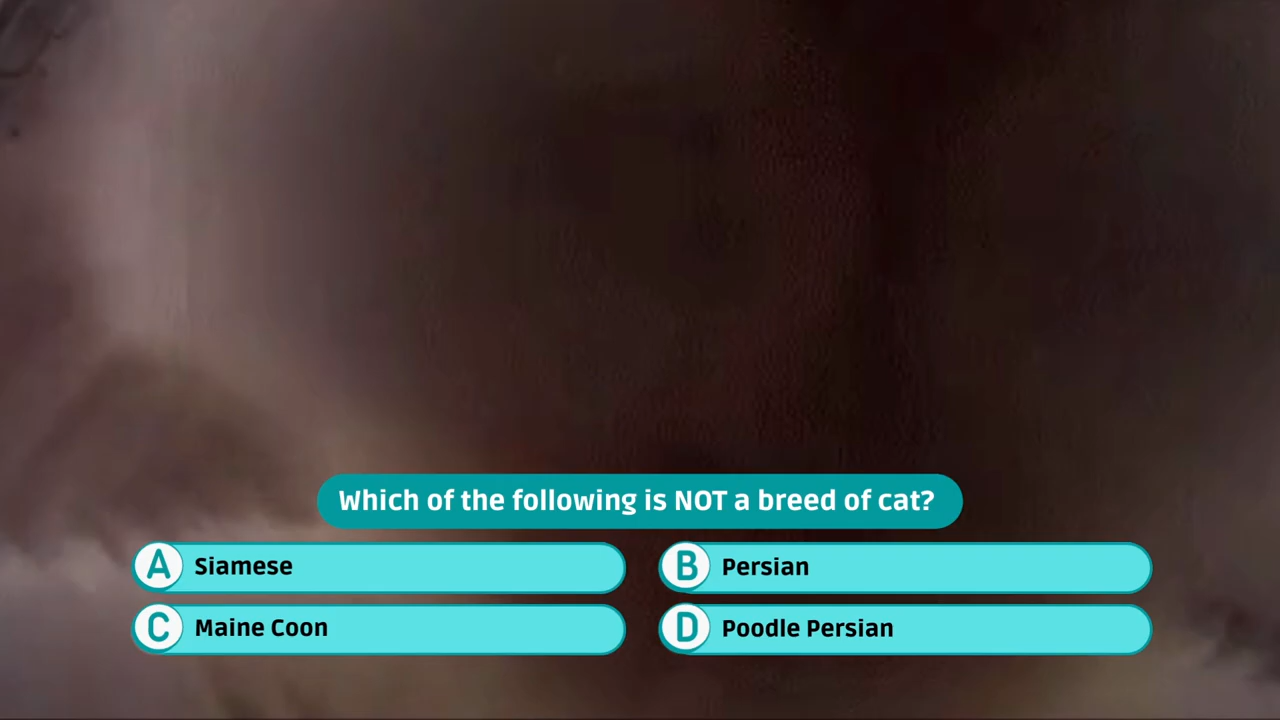 Which of the following is NOT a breed of cat?
A Siamese
B Persian
C Maine Coon
D Poodle Persian